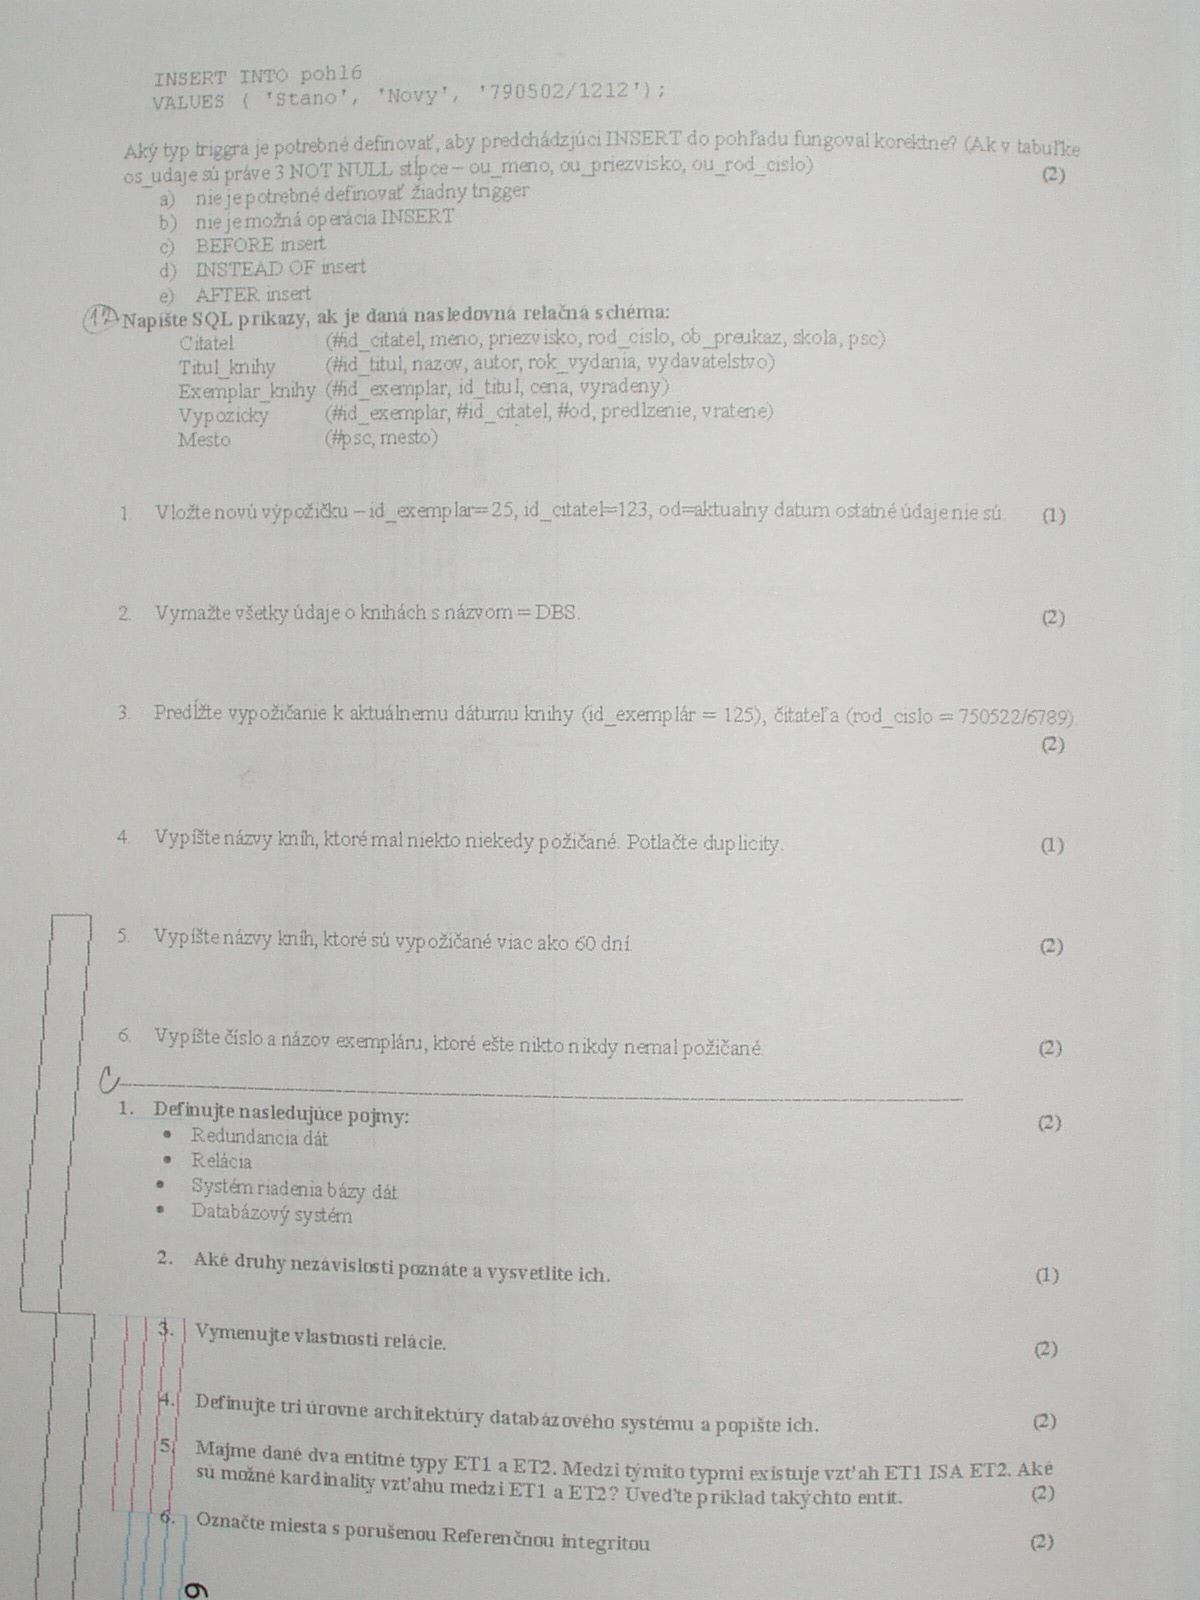 INSERT INTO pohl6
VALUES ( 'Stano', 'Novy', '790502/1212');
Aký typ triggra je potrebné definovať, aby predchádzjúci INSERT do pohľadu fungoval korektne? (Ak v tabuľke
os_udaje sú práve 3 NOT NULL stĺpce – ou_meno, ou_priezvisko, ou_rod_cislo) (2)
a) nie je potrebné definovať žiadny trigger
b) nie je možná operácia INSERT
c) BEFORE insert
d) INSTEAD OF insert
e) AFTER insert
12 Napíšte SQL príkazy, ak je daná nasledovná relačná schéma:
Citatel (#id_citatel, meno, priezvisko, rod_cislo, ob_preukaz, skola, psc)
Titul_knihy (#id_titul, nazov, autor, rok_vydania, vydavatelstvo)
Exemplar_knihy (#id_exemplar, id_titul, cena, vyradeny)
Vypozicky (#id_exemplar, #id_citatel, #od, predlzenie, vratene)
Mesto (#psc, mesto)
1. Vložte novú výpožičku – id_exemplar=25, id_citatel=123, od=aktualny datum ostatné údaje nie sú. (1)
2. Vymažte všetky údaje o knihách s názvom = DBS. (2)
3. Predĺžte vypožičanie k aktuálnemu dátumu knihy (id_exemplár = 125), čitateľa (rod_cislo = 750522/6789).
(2)
4. Vypíšte názvy kníh, ktoré mal niekto niekedy požičané. Potlačte duplicity. (1)
5. Vypíšte názvy kníh, ktoré sú vypožičané viac ako 60 dní. (2)
6. Vypíšte číslo a názov exempláru, ktoré ešte nikto nikdy nemal požičané. (2)
1. Definujte nasledujúce pojmy: (2)
• Redundancia dát
• Relácia
• Systém riadenia bázy dát
• Databázový systém
2. Aké druhy nezávislosti poznáte a vysvetlite ich. (1)
3. Vymenujte vlastnosti relácie. (2)
4. Definujte tri úrovne architektúry databázového systému a popíšte ich. (2)
5. Majme dané dva entitné typy ET1 a ET2. Medzi týmito typmi existuje vzťah ET1 ISA ET2. Aké
sú možné kardinality vzťahu medzi ET1 a ET2? Uveďte príklad takýchto entít. (2)
6. Označte miesta s porušenou Referenčnou integritou (2)
6